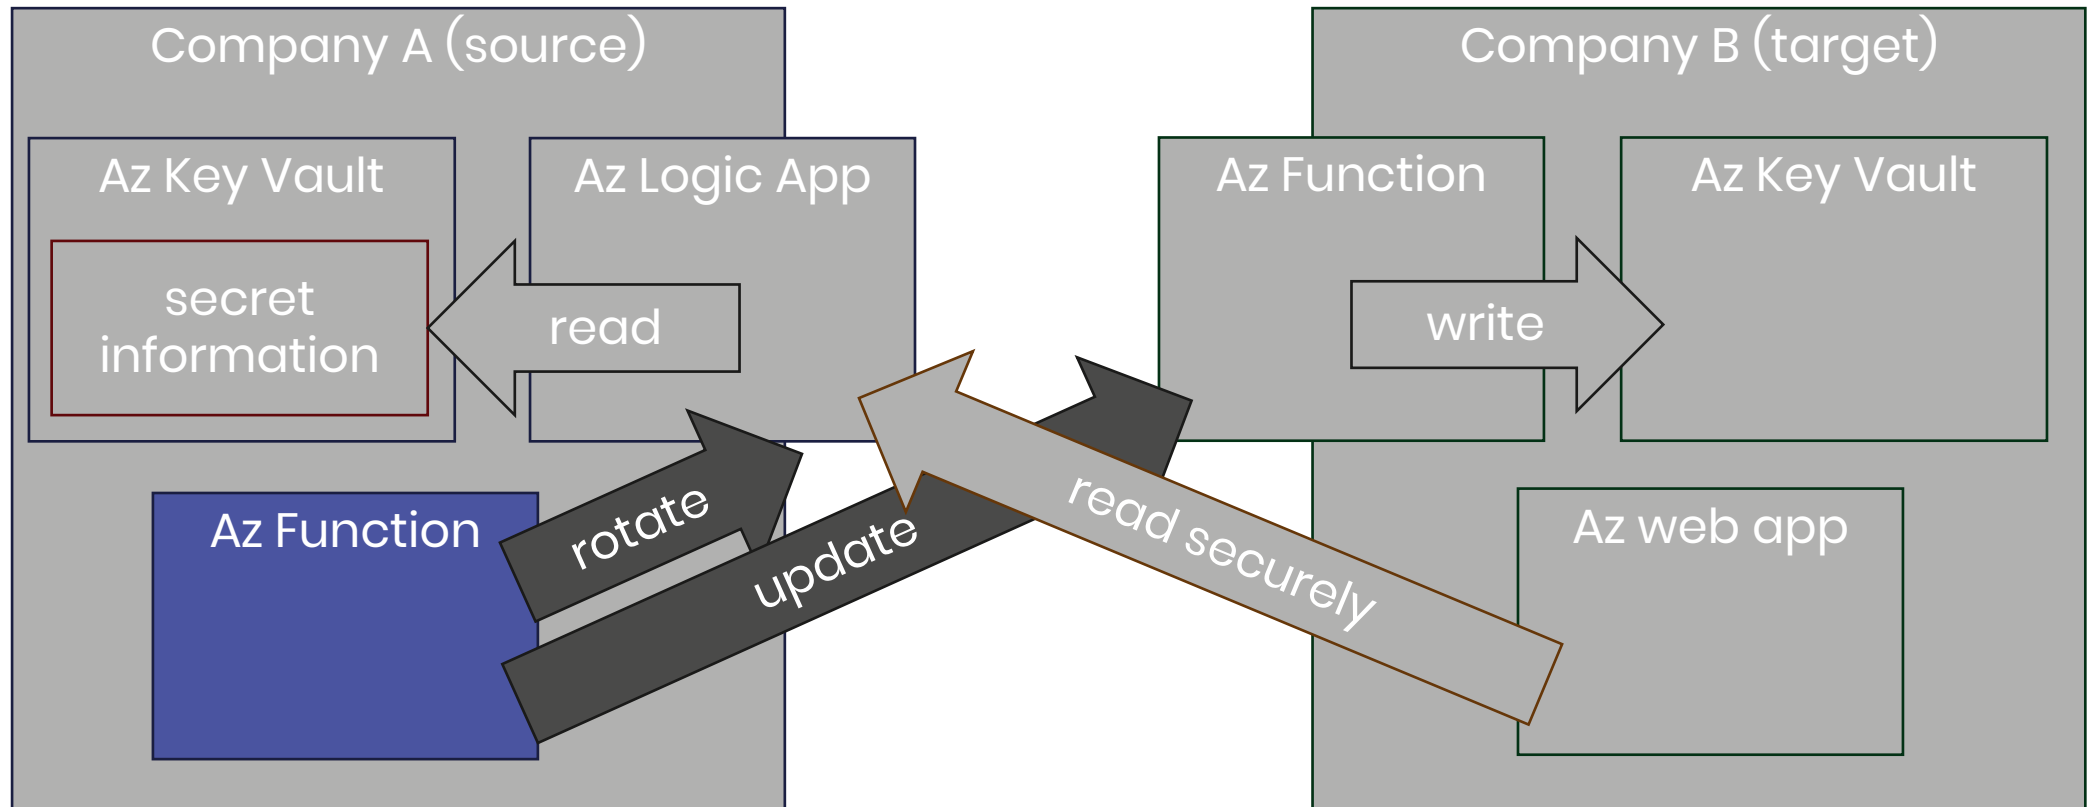 Company A (source)
Az Key Vault
secret
information
read
Az Logic App
Az Function
rotate
update
read securely
Company B (target)
Az Function
write
Az Key Vault
Az web app